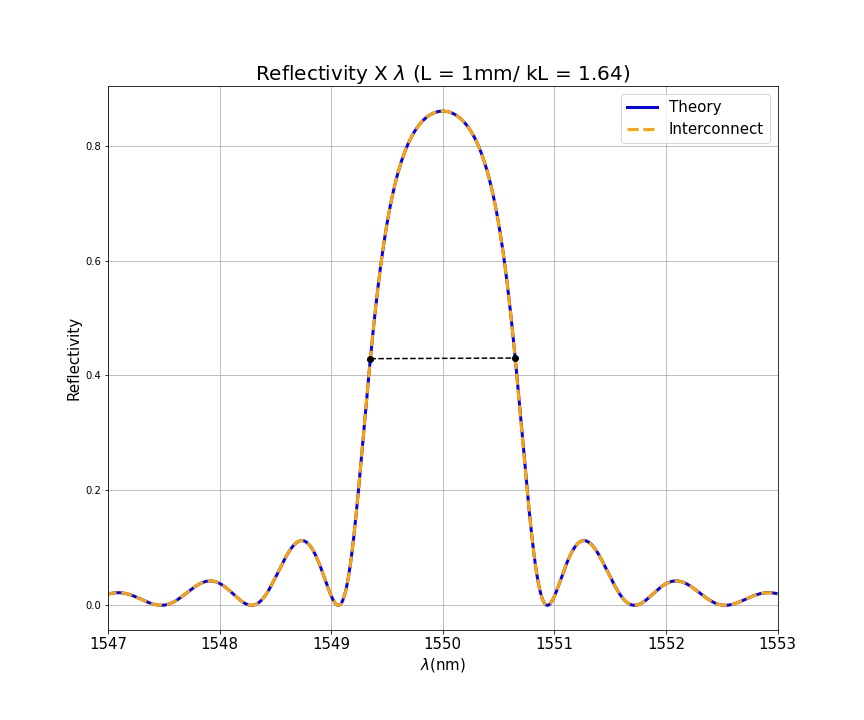 Reflectivity X λ (L = 1mm/ kL = 1.64)
Theory
Interconnect
Reflectivity
0.8
0.6
0.4
0.2
0.0
1547 1548 1549 1550 1551 1552 1553
λ(nm)